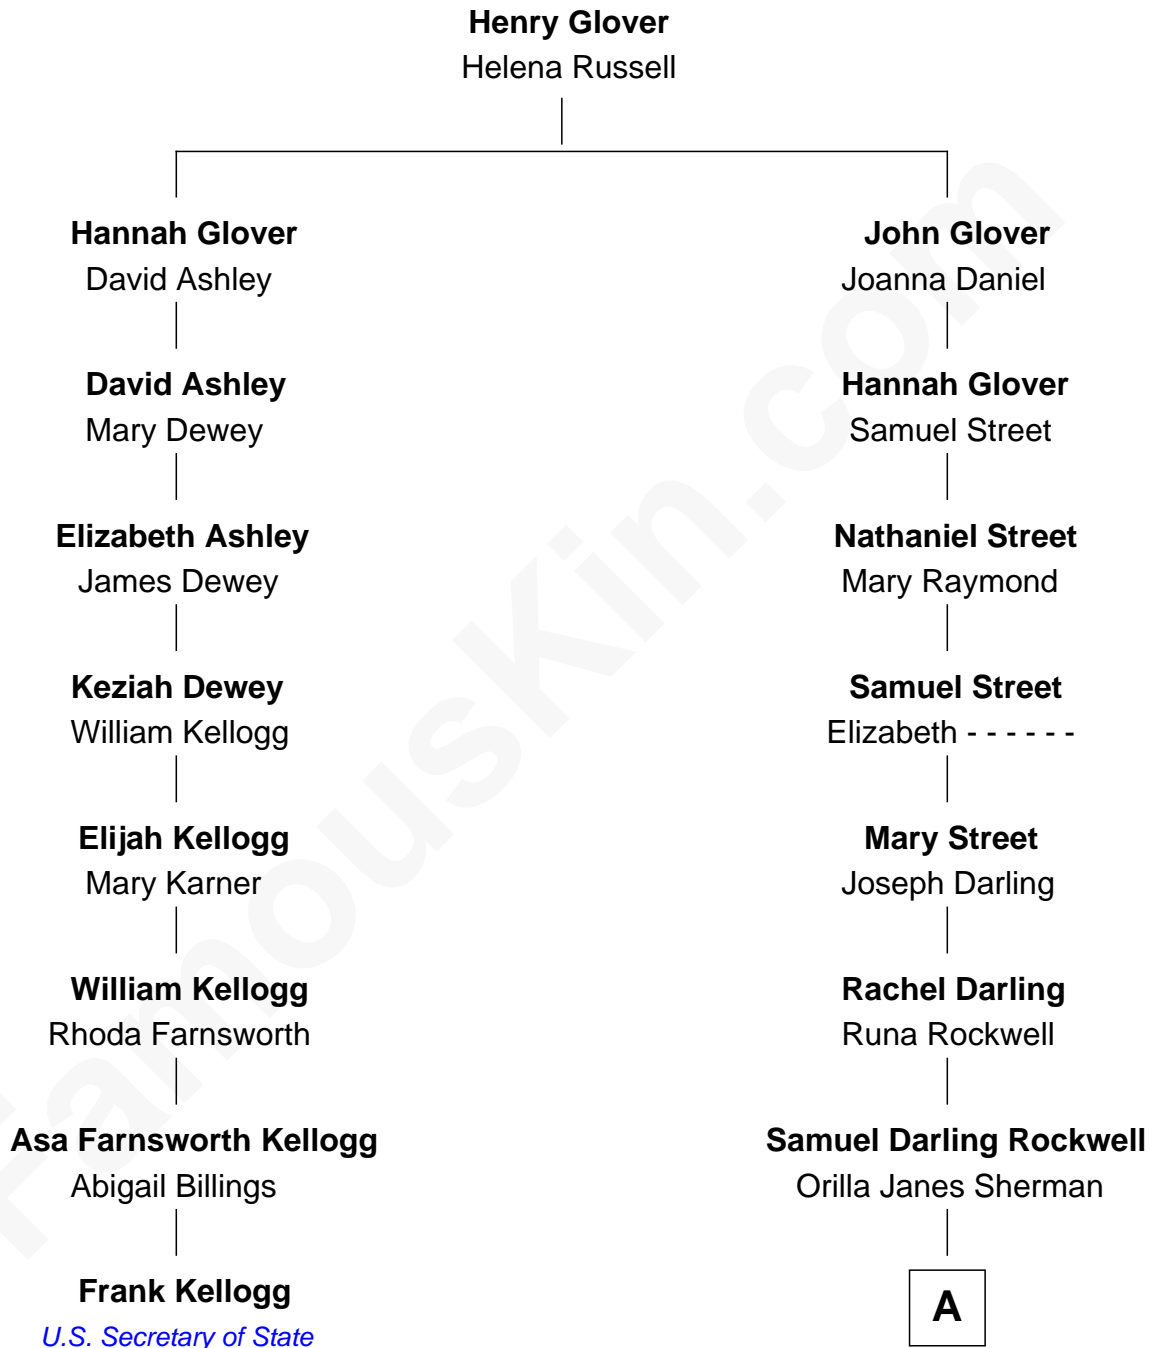 Henry Glover
Helena Russell
Hannah Glover
David Ashley
John Glover
Joanna Daniel
David Ashley
Mary Dewey
Hannah Glover
Samuel Street
Elizabeth Ashley
James Dewey
Nathaniel Street
Mary Raymond
Keziah Dewey
William Kellogg
Samuel Street
Elizabeth - - - - - -
Elijah Kellogg
Mary Karner
Mary Street
Joseph Darling
William Kellogg
Rhoda Farnsworth
Rachel Darling
Runa Rockwell
Asa Farnsworth Kellogg
Abigail Billings
Samuel Darling Rockwell
Orilla Janes Sherman
Frank Kellogg
U.S. Secretary of State
A
FamousKin.com